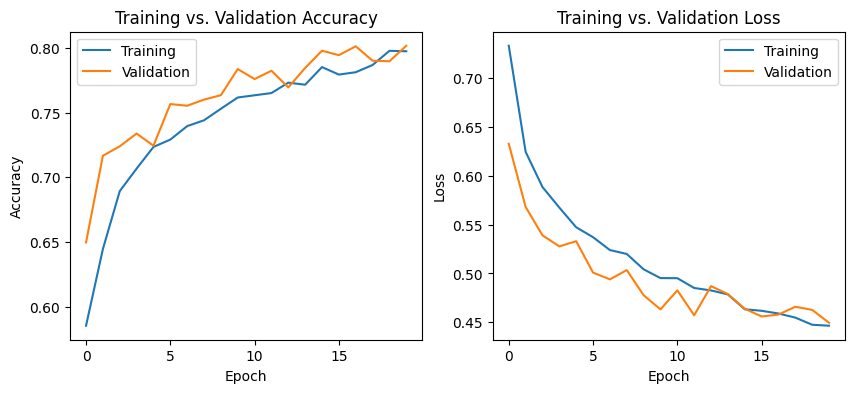 Training vs. Validation Accuracy
Training
Validation
0.80
0.75
0.70
0.65
0.60
Accuracy
0
5
10
15
Epoch
Training vs. Validation Loss
Training
Validation
0.70
0.65
0.60
0.55
0.50
0.45
Loss
0
5
10
15
Epoch